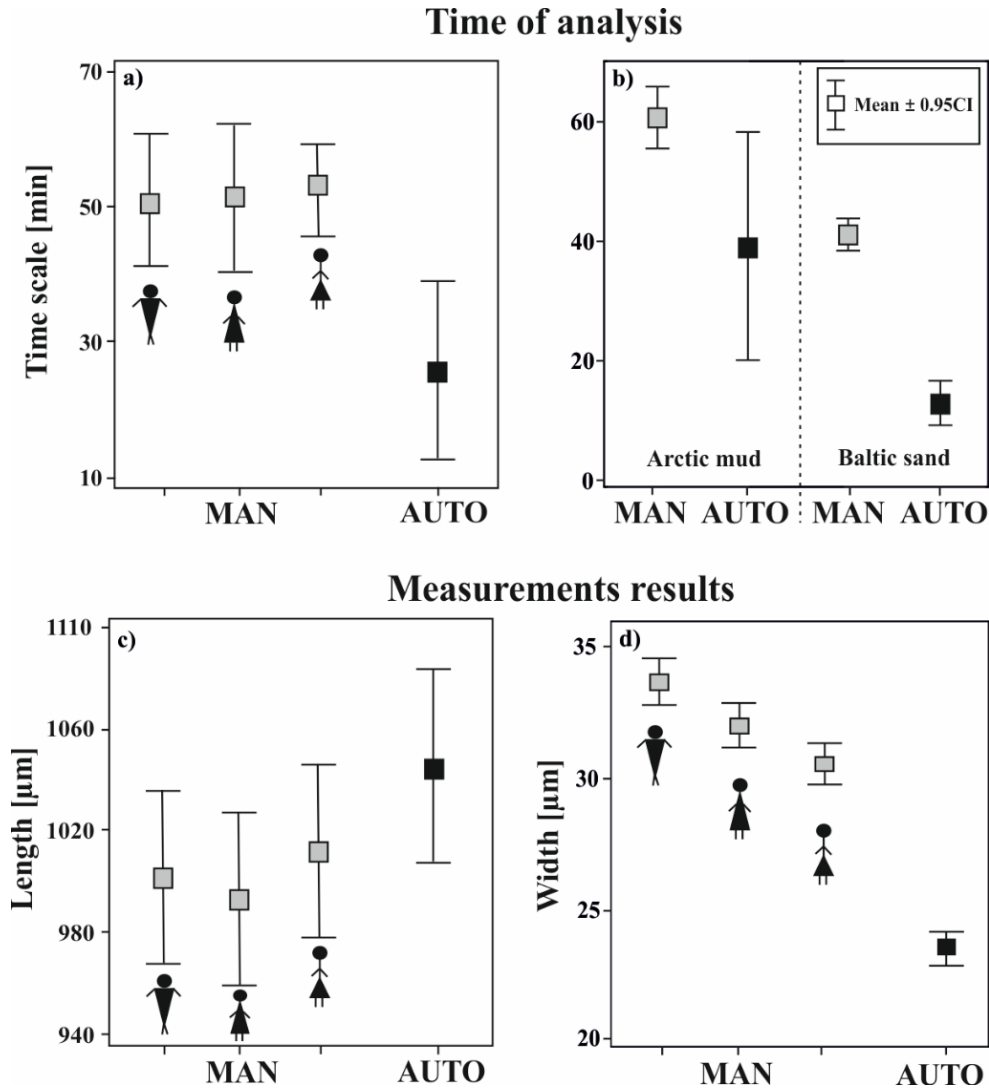 Time of analysis
a)
Time scale [min]
70
50
30
10
MAN AUTO
b)
Mean ± 0.95CI
60
40
20
0
Arctic mud Baltic sand
MAN AUTO MAN AUTO
Measurements results
c)
Length [µm]
1110
1060
1020
980
940
MAN AUTO
d)
Width [µm]
35
30
25
20
MAN AUTO